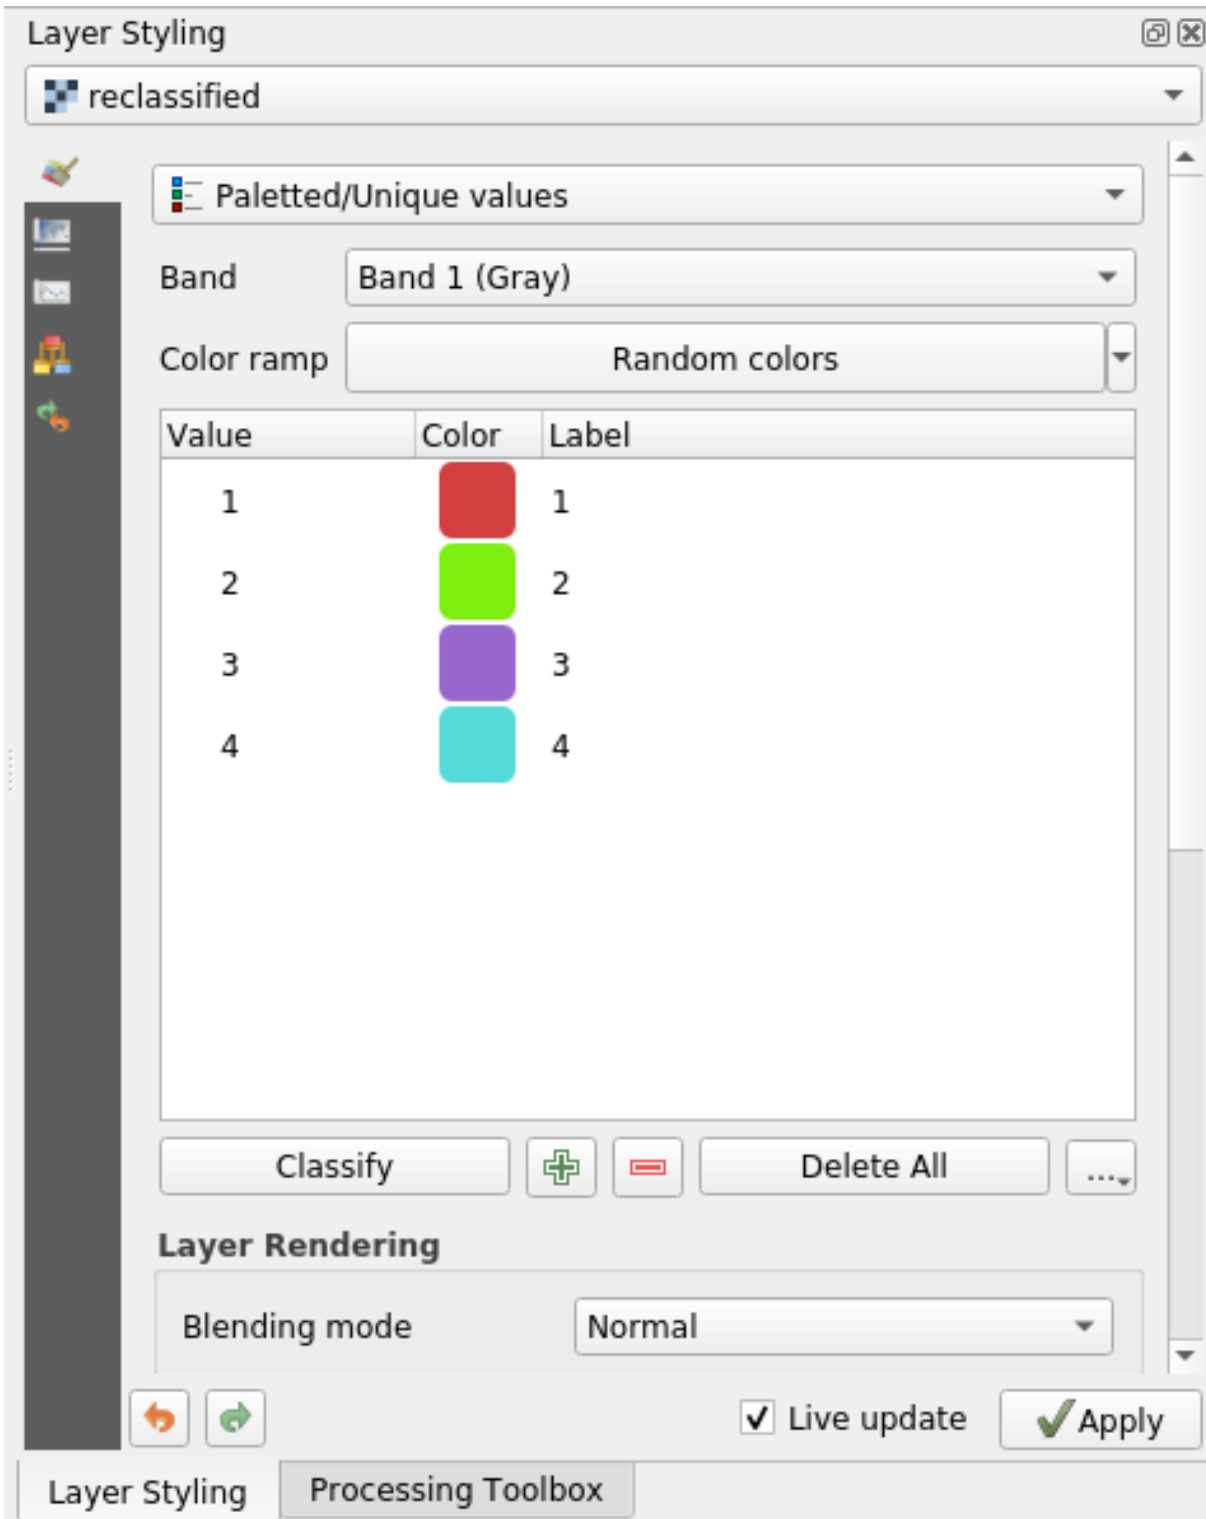 Layer Styling
reclassified
Paletted/Unique values
Band Band 1 (Gray)
Color ramp Random colors
Value Color Label
1 1
2 2
3 3
4 4
Classify Delete All ...
Layer Rendering
Blending mode Normal
Live update Apply
Layer Styling Processing Toolbox